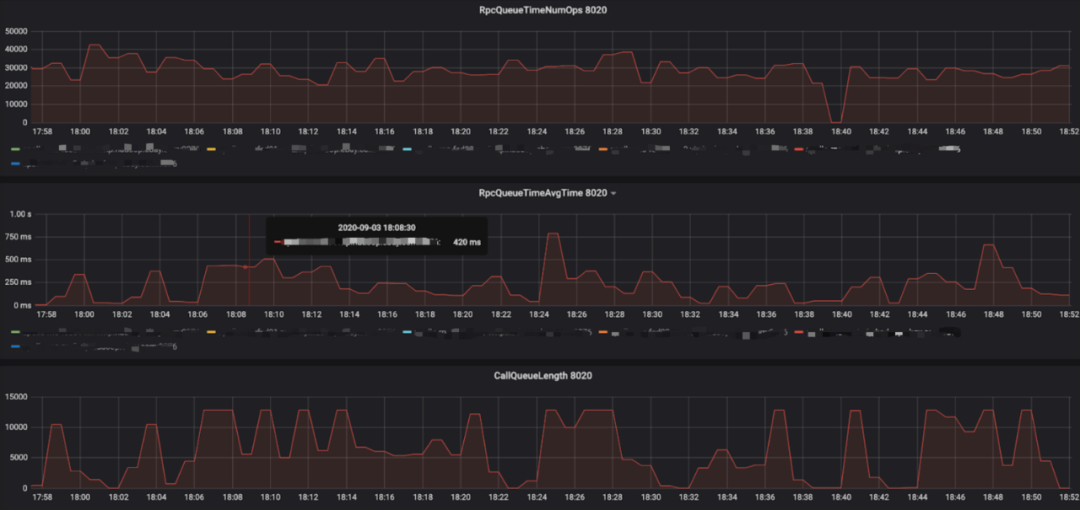 RpcQueueTimeNumOps 8020
50000
40000
30000
20000
10000
0
17:58 18:00 18:02 18:04 18:06 18:08 18:10 18:12 18:14 18:16 18:18 18:20 18:22 18:24 18:26 18:28 18:30 18:32 18:34 18:36 18:38 18:40 18:42 18:44 18:46 18:48 18:50 18:52
RpcQueueTimeAvgTime 8020
1.00 s
750 ms
500 ms
250 ms
0 ms
2020-09-03 18:08:30
420 ms
17:58 18:00 18:02 18:04 18:06 18:08 18:10 18:12 18:14 18:16 18:18 18:20 18:22 18:24 18:26 18:28 18:30 18:32 18:34 18:36 18:38 18:40 18:42 18:44 18:46 18:48 18:50 18:52
CallQueueLength 8020
15000
10000
5000
0
17:58 18:00 18:02 18:04 18:06 18:08 18:10 18:12 18:14 18:16 18:18 18:20 18:22 18:24 18:26 18:28 18:30 18:32 18:34 18:36 18:38 18:40 18:42 18:44 18:46 18:48 18:50 18:52